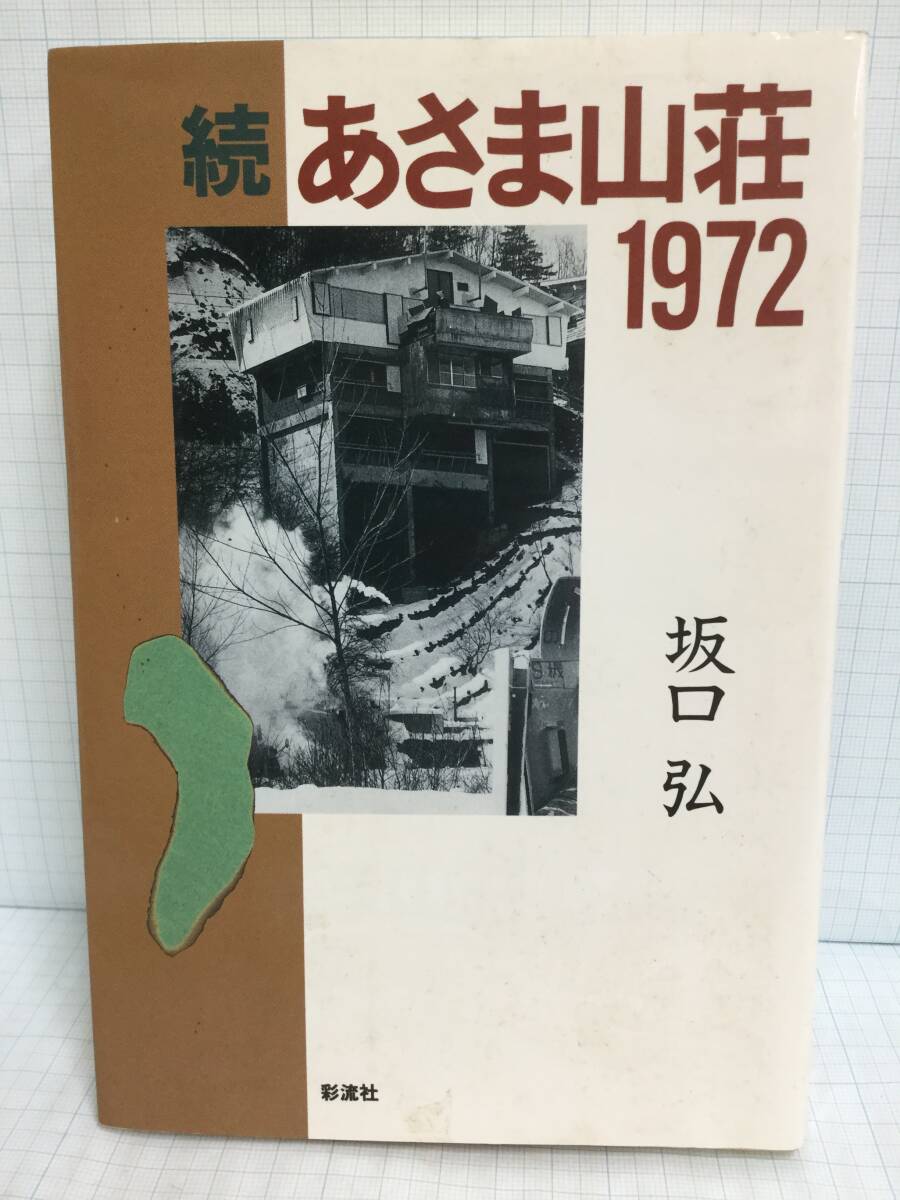 続 あさま山荘
1972
坂口 弘
彩流社